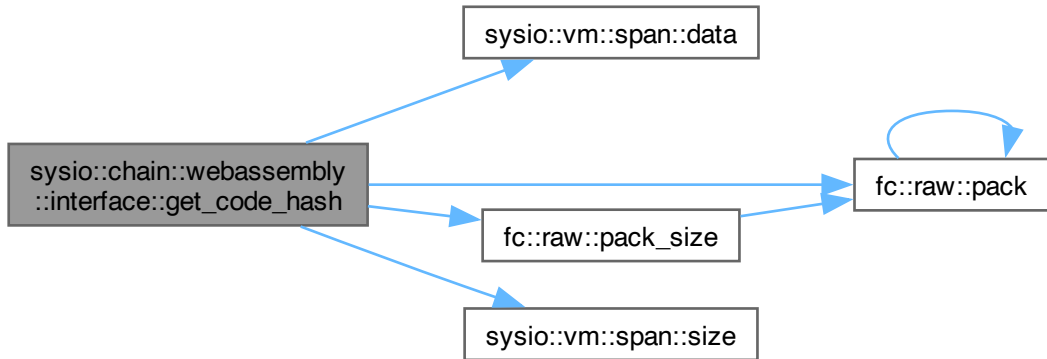 sysio::vm::span::data
sysio::chain::webassembly
::interface::get_code_hash
fc::raw::pack
fc::raw::pack_size
sysio::vm::span::size